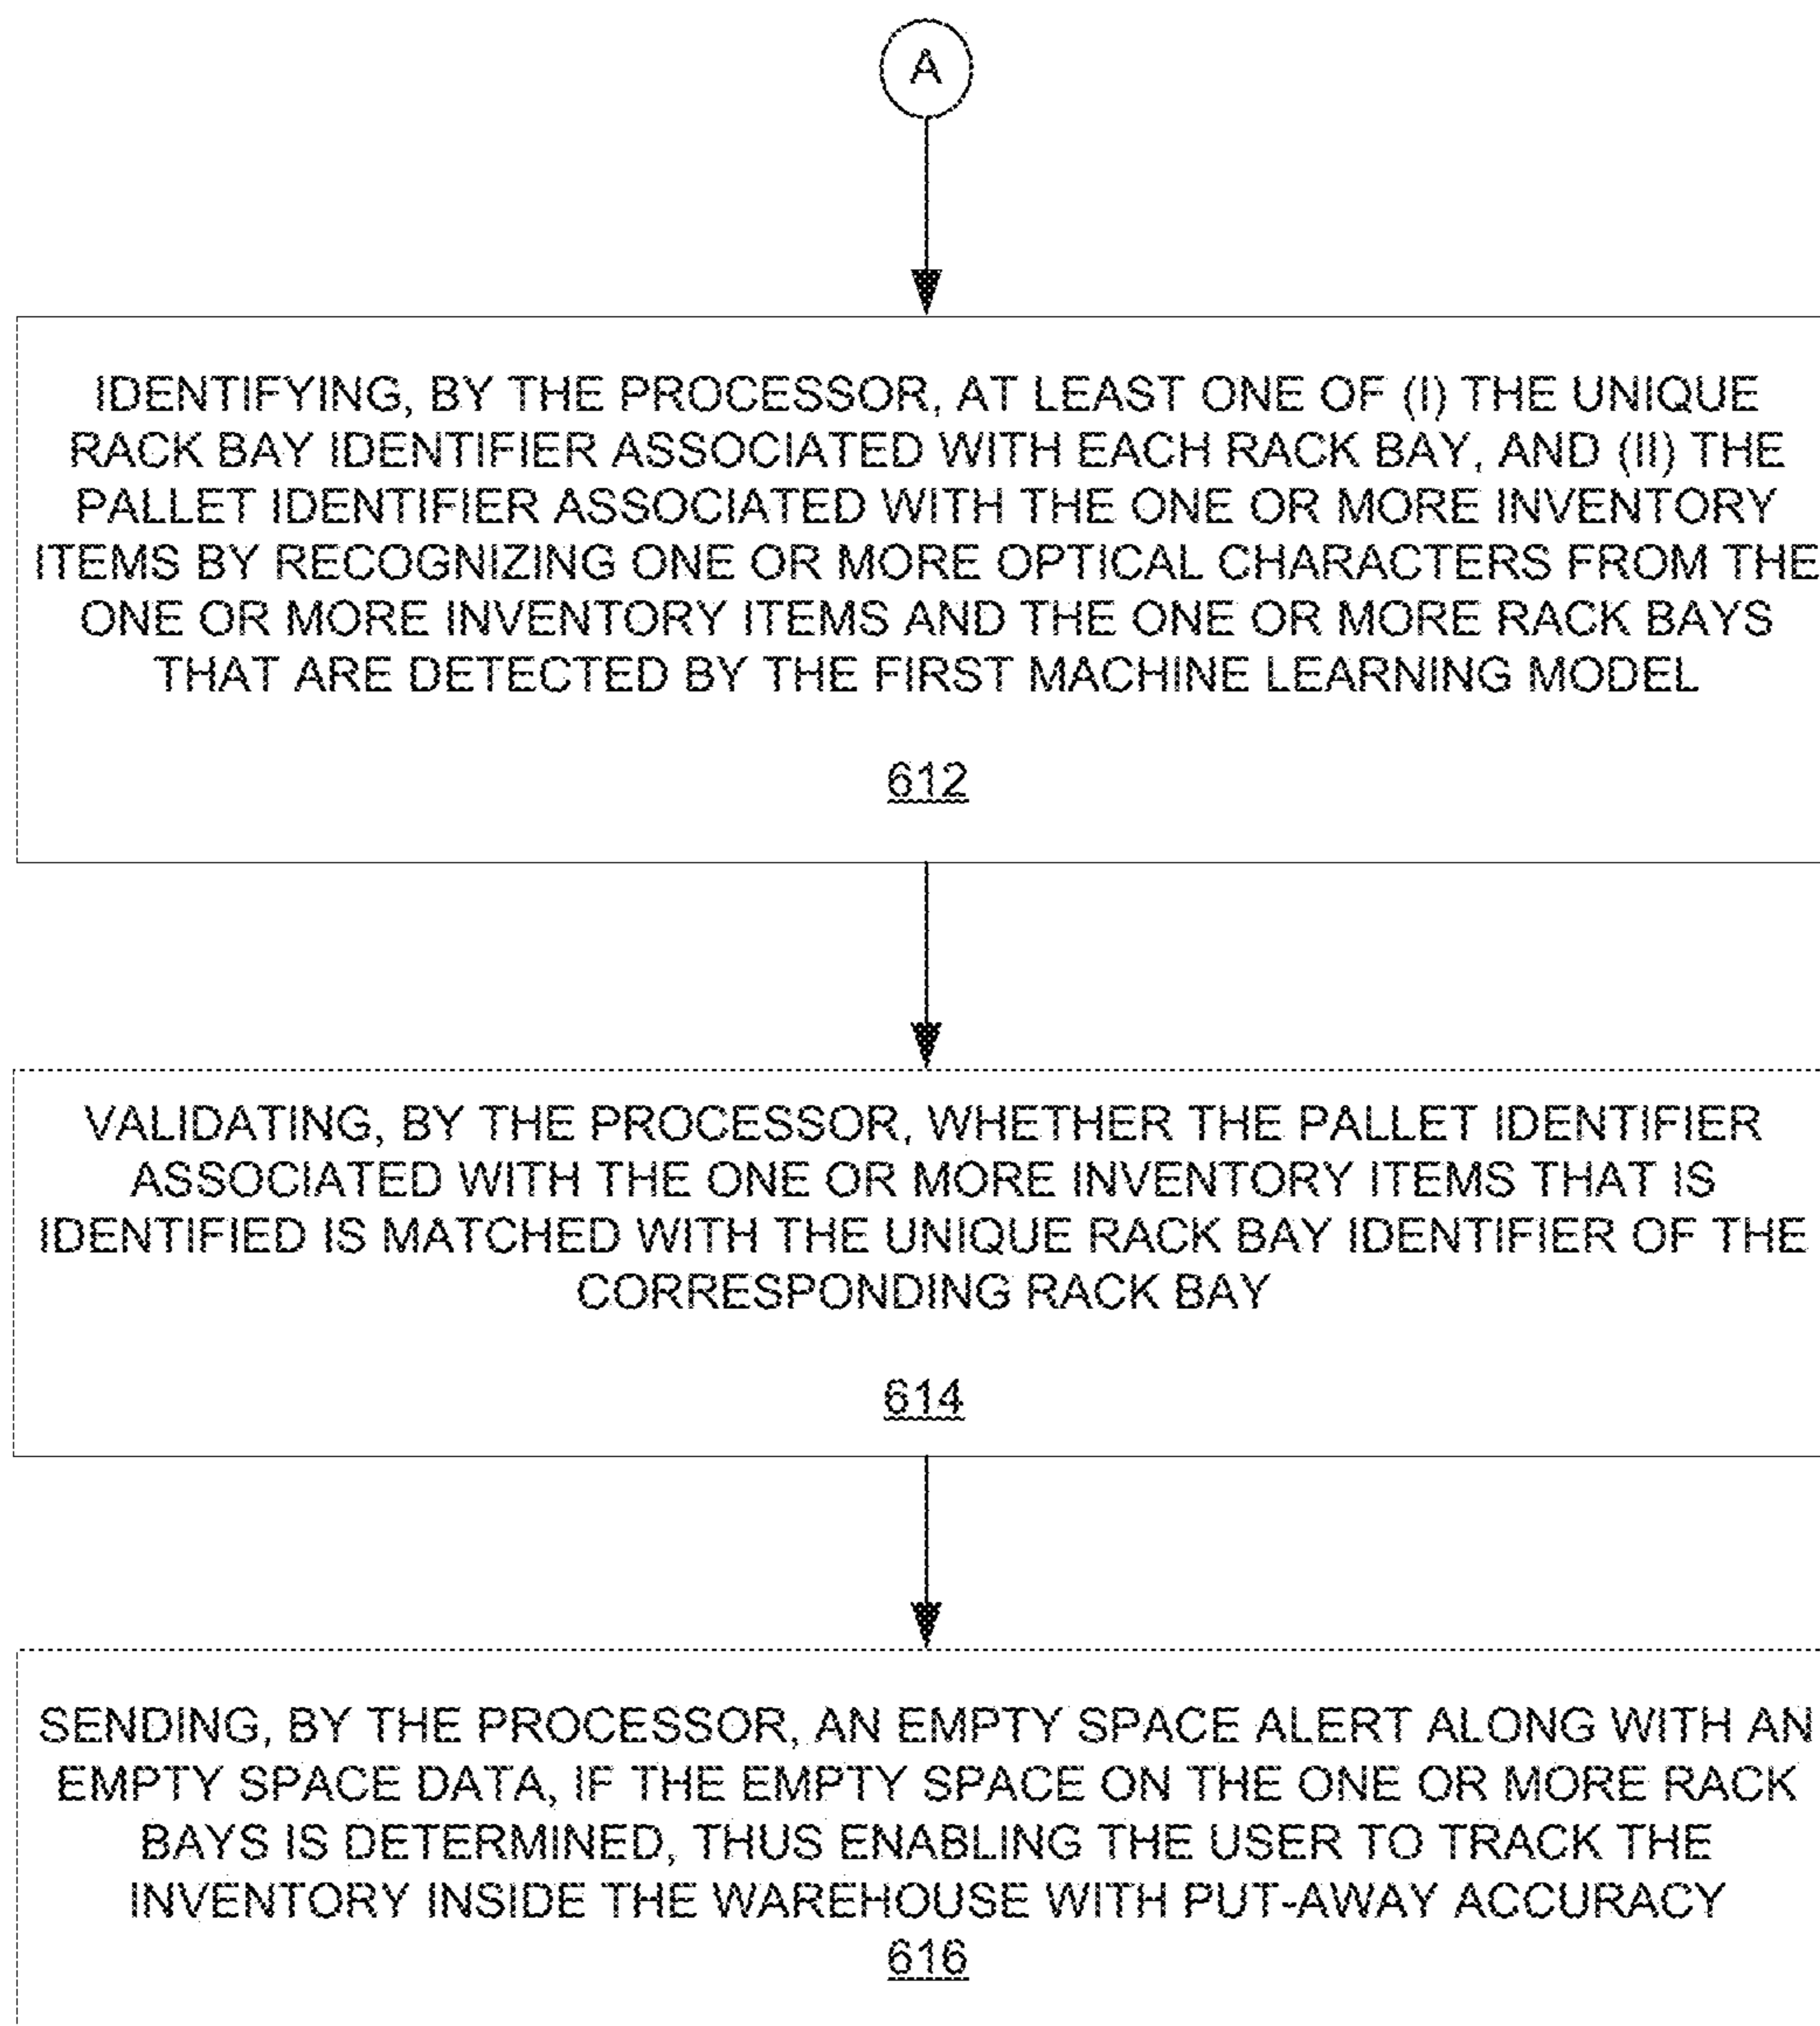 A
IDENTIFYING, BY THE PROCESSOR, AT LEAST ONE OF (I) THE UNIQUE
RACK BAY IDENTIFIER ASSOCIATED WITH EACH RACK BAY, AND (II) THE
PALLET IDENTIFIER ASSOCIATED WITH THE ONE OR MORE INVENTORY
ITEMS BY RECOGNIZING ONE OR MORE OPTICAL CHARACTERS FROM THE
ONE OR MORE INVENTORY ITEMS AND THE ONE OR MORE RACK BAYS
THAT ARE DETECTED BY THE FIRST MACHINE LEARNING MODEL
612
VALIDATING, BY THE PROCESSOR, WHETHER THE PALLET IDENTIFIER
ASSOCIATED WITH THE ONE OR MORE INVENTORY ITEMS THAT IS
IDENTIFIED IS MATCHED WITH THE UNIQUE RACK BAY IDENTIFIER OF THE
CORRESPONDING RACK BAY
614
SENDING, BY THE PROCESSOR, AN EMPTY SPACE ALERT ALONG WITH AN
EMPTY SPACE DATA, IF THE EMPTY SPACE ON THE ONE OR MORE RACK
BAYS IS DETERMINED, THUS ENABLING THE USER TO TRACK THE
INVENTORY INSIDE THE WAREHOUSE WITH PUT-AWAY ACCURACY
616